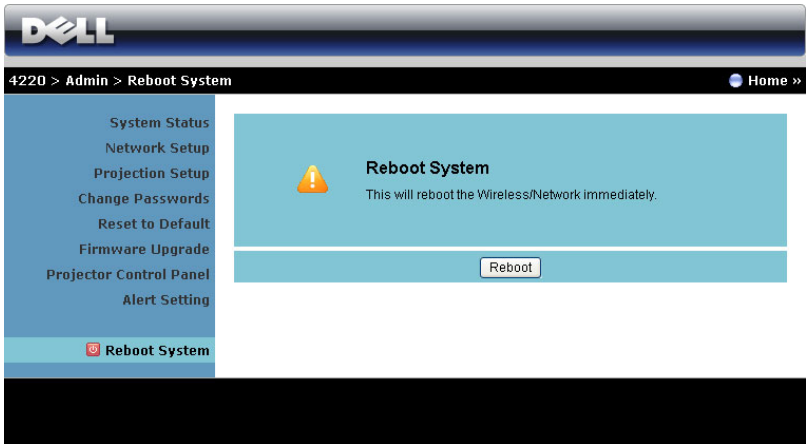 DELL
4220 > Admin > Reboot System
Home »
System Status
Network Setup
Projection Setup
Change Passwords
Reset to Default
Firmware Upgrade
Projector Control Panel
Alert Setting
Reboot System
Reboot System
This will reboot the Wireless/Network immediately.
Reboot